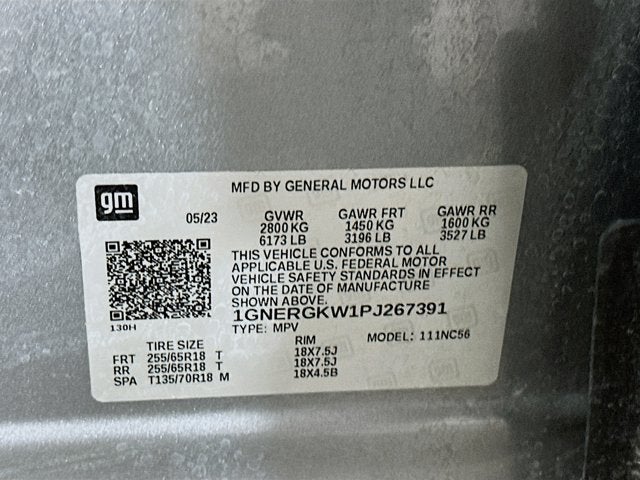 gm
MFD BY GENERAL MOTORS LLC
05/23 GVWR GAWR FRT GAWR RR
2800 KG 1450 KG 1600 KG
6173 LB 3196 LB 3527 LB
THIS VEHICLE CONFORMS TO ALL
APPLICABLE U.S. FEDERAL MOTOR
VEHICLE SAFETY STANDARDS IN EFFECT
ON THE DATE OF MANUFACTURE
SHOWN ABOVE.
1GNERGKW1PJ267391
130H
TYPE: MPV MODEL: 111NC56
TIRE SIZE RIM
FRT 255/65R18 T 18X7.5J
RR 255/65R18 T 18X7.5J
SPA T135/70R18 M 18X4.5B